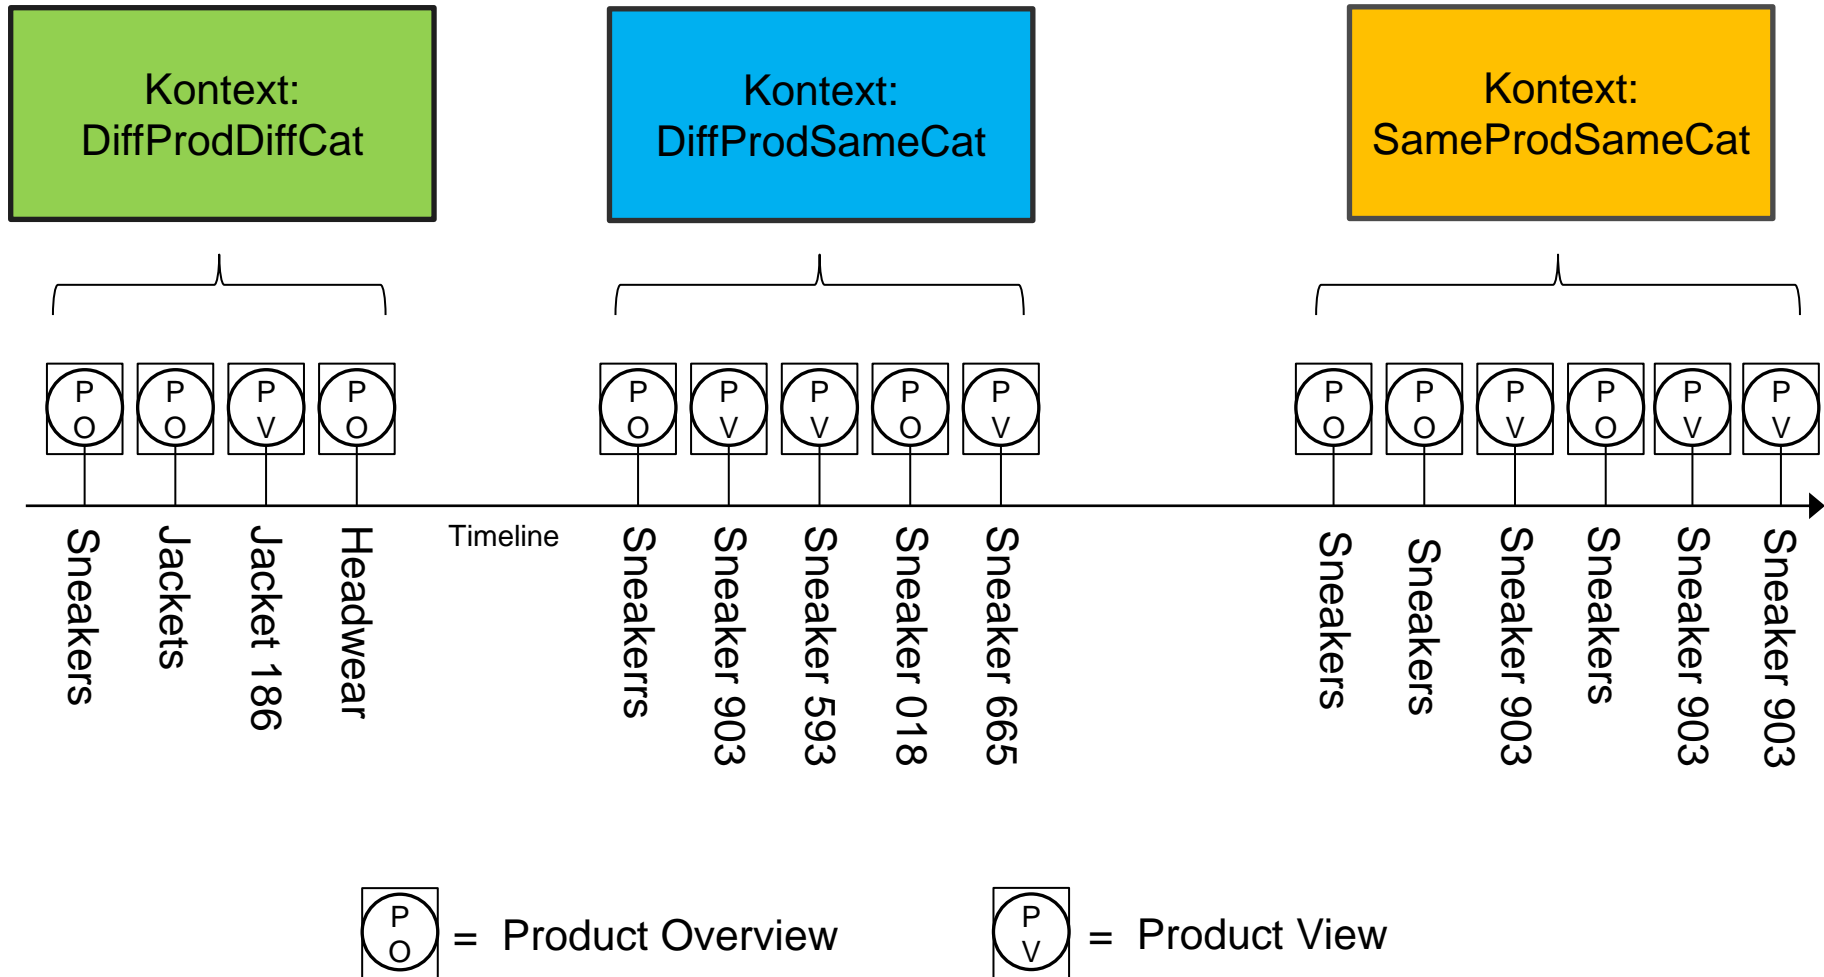 Kontext:
DiffProdDiffCat
Kontext:
DiffProdSameCat
Kontext:
SameProdSameCat
P
O
P
O
P
V
P
O
P
O
P
V
P
V
P
O
P
V
P
O
P
O
P
V
P
O
P
V
P
V
Timeline
Sneakers
Jackets
Jacket 186
Headwear
Sneakerrs
Sneaker 903
Sneaker 593
Sneaker 018
Sneaker 665
Sneakers
Sneakers
Sneaker 903
Sneakers
Sneaker 903
Sneaker 903
P
O
= Product Overview
P
V
= Product View